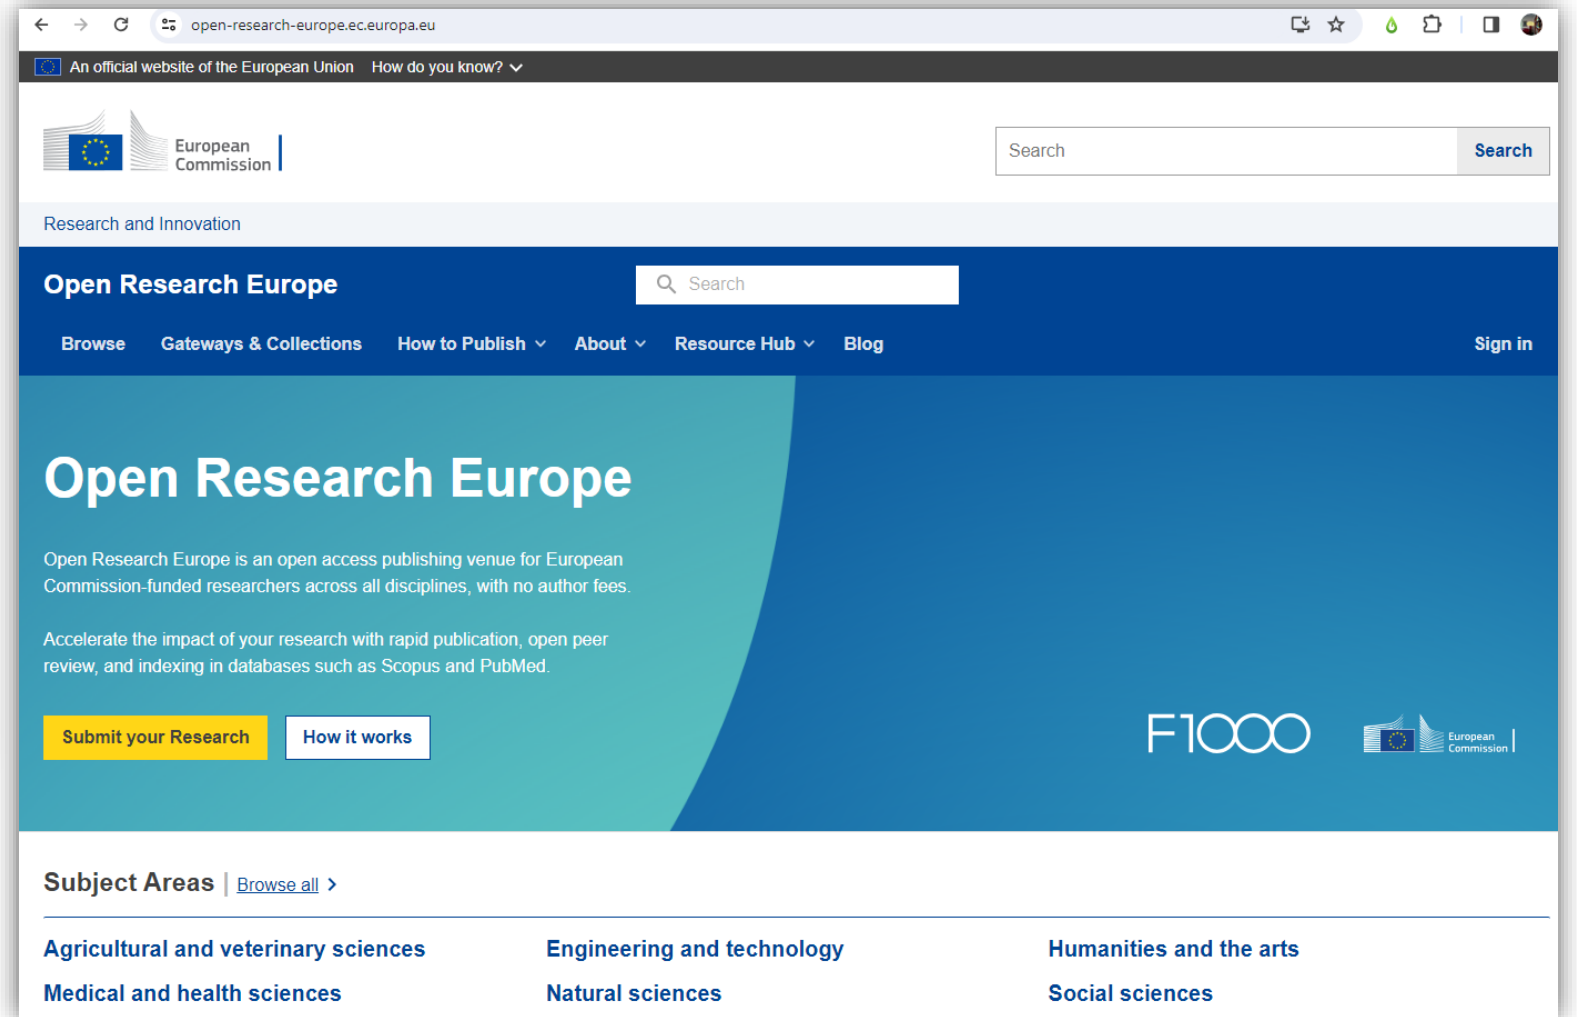 open-research-europe.ec.europa.eu
An official website of the European Union How do you know?
European
Commission
Search Search
Research and Innovation
Open Research Europe Search
Browse Gateways & Collections How to Publish About Resource Hub Blog Sign in
Open Research Europe
Open Research Europe is an open access publishing venue for European
Commission-funded researchers across all disciplines, with no author fees.
Accelerate the impact of your research with rapid publication, open peer
review, and indexing in databases such as Scopus and PubMed.
Submit your Research How it works
F1000
European
Commission
Subject Areas | Browse all
Agricultural and veterinary sciences Engineering and technology Humanities and the arts
Medical and health sciences Natural sciences Social sciences